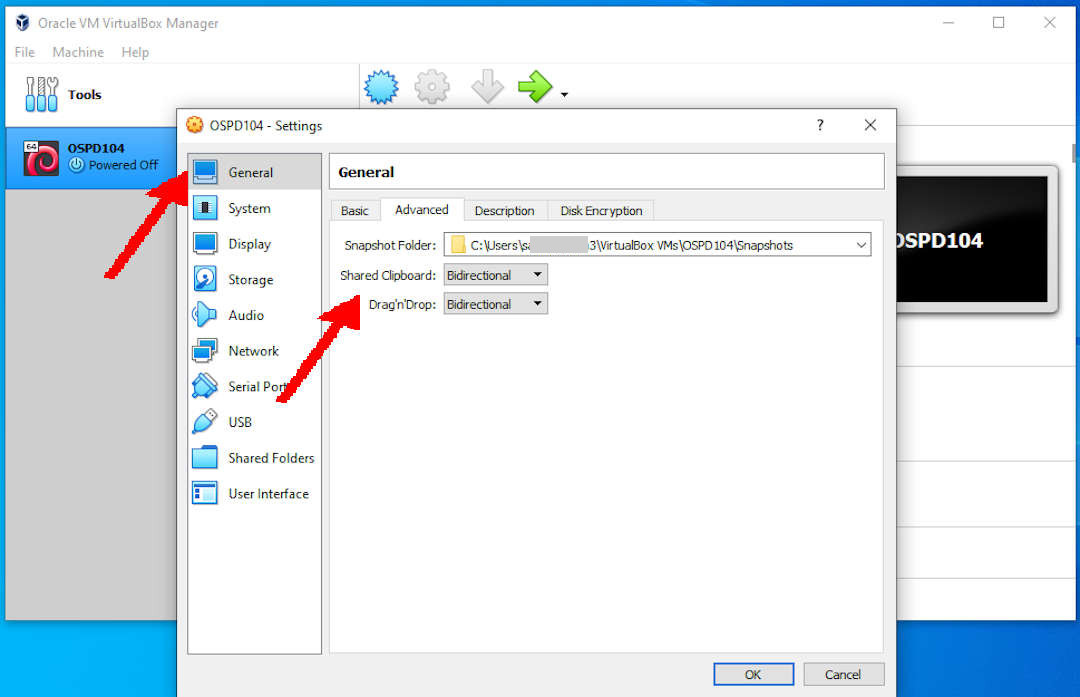 Oracle VM VirtualBox Manager
File Machine Help
Tools
64
OSPD104
Powered Off
OSPD104 - Settings
?
General
System
Display
Storage
Audio
Network
Serial Port
USB
Shared Folders
User Interface
General
Basic Advanced Description Disk Encryption
Snapshot Folder: C:\Users\s 3\VirtualBox VMs\OSPD104\Snapshots
Shared Clipboard: Bidirectional
Drag'n'Drop: Bidirectional
OK Cancel
OSPD104